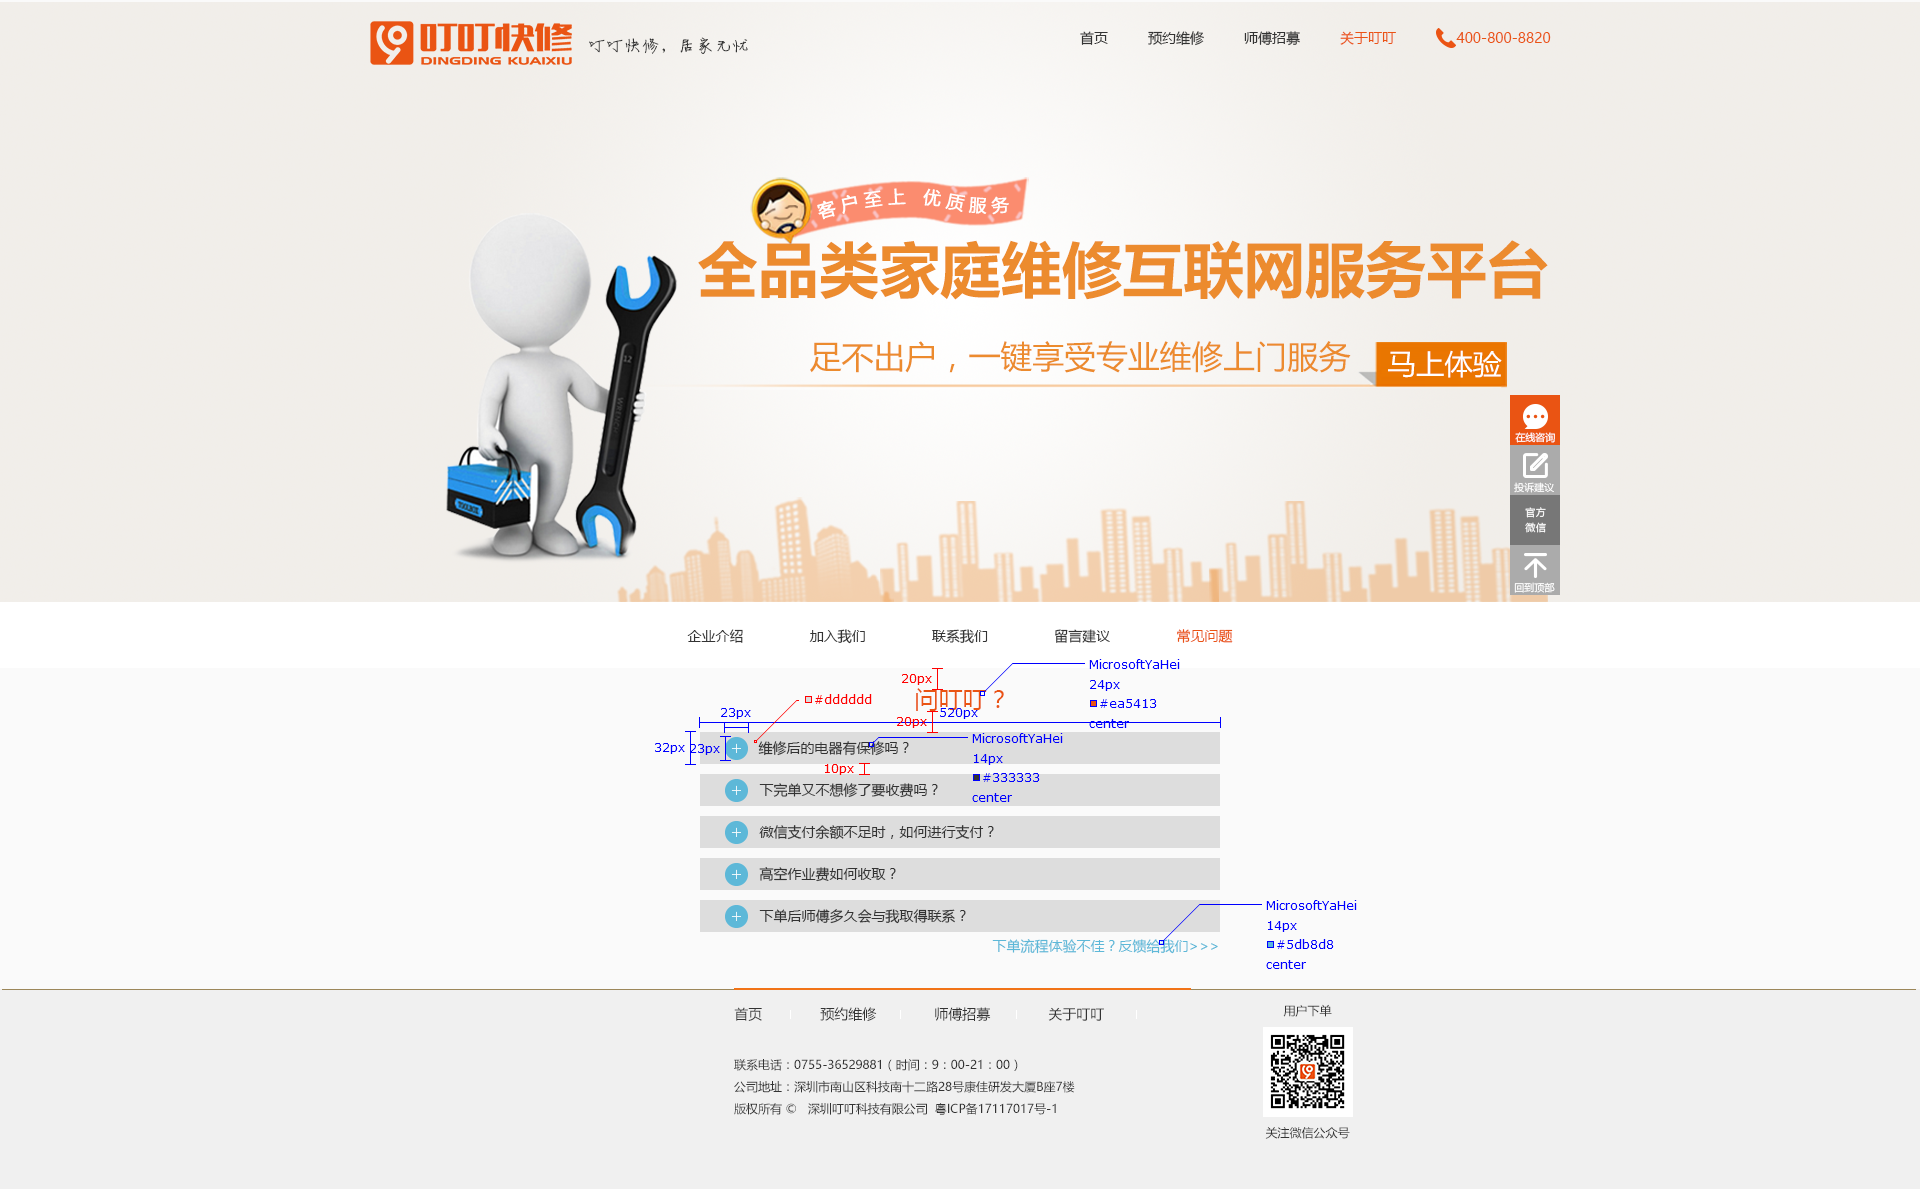 叮叮快修
DINGDING KUAIXIU
叮叮快修，居家无忧
首页 预约维修 师傅招募 关于叮叮 400-800-8820
客户至上 优质服务
全品类家庭维修互联网服务平台
足不出户，一键享受专业维修上门服务
马上体验
12
TOOLBOX
在线咨询
投诉建议
官方
微信
回到顶部
企业介绍 加入我们 联系我们 留言建议 常见问题
20px
MicrosoftYaHei
24px
#ea5413
center
问叮叮？
#dddddd
23px
20px
520px
32px
23px
维修后的电器有保修吗？
MicrosoftYaHei
14px
#333333
center
10px
下完单又不想修了要收费吗？
微信支付余额不足时，如何进行支付？
高空作业费如何收取？
下单后师傅多久会与我取得联系？
下单流程体验不佳？反馈给我们>>>
MicrosoftYaHei
14px
#5db8d8
center
首页 预约维修 师傅招募 关于叮叮
用户下单
联系电话：0755-36529881（时间：9：00-21：00）
公司地址：深圳市南山区科技南十二路28号康佳研发大厦B座7楼
版权所有 © 深圳叮叮科技有限公司 粤ICP备17117017号-1
关注微信公众号